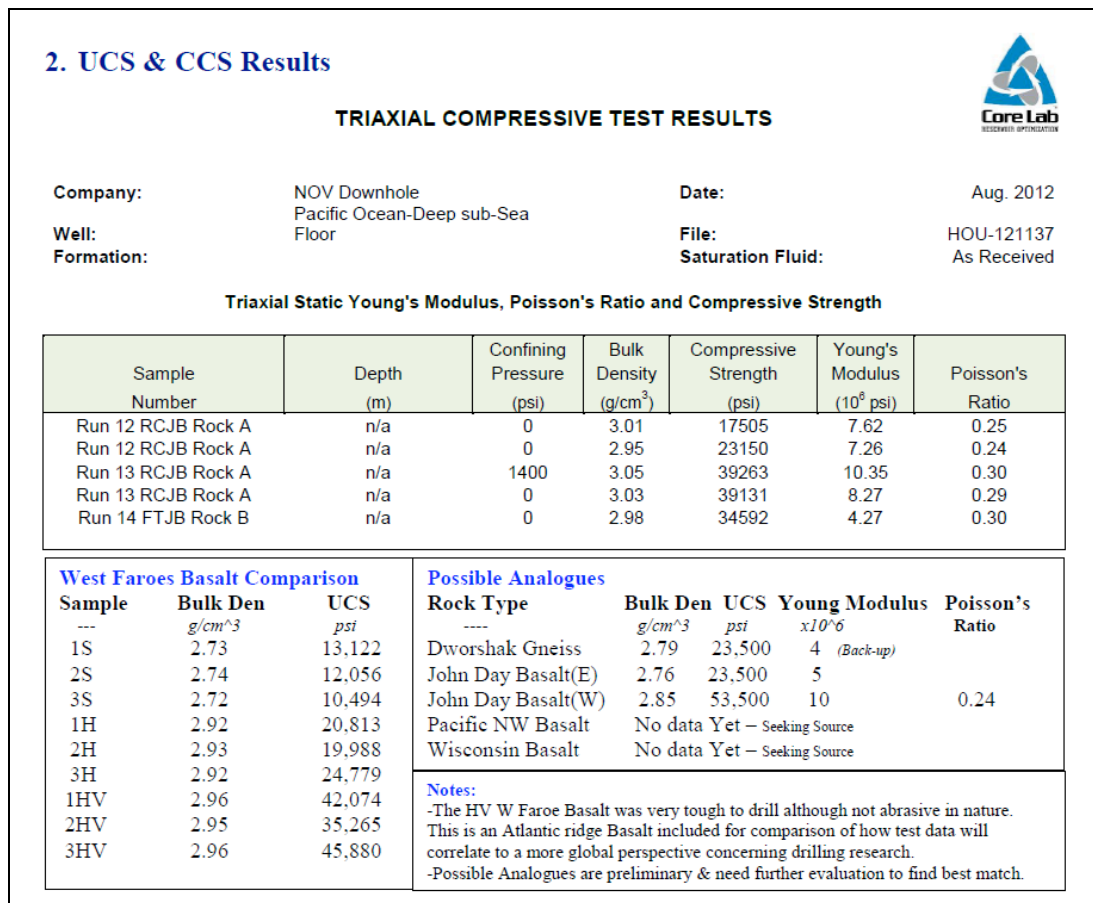 2. UCS & CCS Results
Core Lab
RESERVOIR OPTIMIZATION
TRIAXIAL COMPRESSIVE TEST RESULTS
Company: NOV Downhole Date: Aug. 2012
Pacific Ocean-Deep sub-Sea
Well: Floor File: HOU-121137
Formation: Saturation Fluid: As Received
Triaxial Static Young's Modulus, Poisson's Ratio and Compressive Strength
Confining Bulk Compressive Young's
Sample Depth Pressure Density Strength Modulus Poisson's
Number (m) (psi) (g/cm³) (psi) (10⁶ psi) Ratio
Run 12 RCJB Rock A n/a 0 3.01 17505 7.62 0.25
Run 12 RCJB Rock A n/a 0 2.95 23150 7.26 0.24
Run 13 RCJB Rock A n/a 1400 3.05 39263 10.35 0.30
Run 13 RCJB Rock A n/a 0 3.03 39131 8.27 0.29
Run 14 FTJB Rock B n/a 0 2.98 34592 4.27 0.30
West Faroes Basalt Comparison
Sample Bulk Den UCS
--- g/cm^3 psi
1S 2.73 13,122
2S 2.74 12,056
3S 2.72 10,494
1H 2.92 20,813
2H 2.93 19,988
3H 2.92 24,779
1HV 2.96 42,074
2HV 2.95 35,265
3HV 2.96 45,880
Possible Analogues
Rock Type Bulk Den UCS Young Modulus Poisson's
---- g/cm^3 psi x10^6 Ratio
Dworshak Gneiss 2.79 23,500 4 (Back-up)
John Day Basalt(E) 2.76 23,500 5
John Day Basalt(W) 2.85 53,500 10 0.24
Pacific NW Basalt No data Yet – Seeking Source
Wisconsin Basalt No data Yet – Seeking Source
Notes:
-The HV W Faroe Basalt was very tough to drill although not abrasive in nature.
This is an Atlantic ridge Basalt included for comparison of how test data will
correlate to a more global perspective concerning drilling research.
-Possible Analogues are preliminary & need further evaluation to find best match.